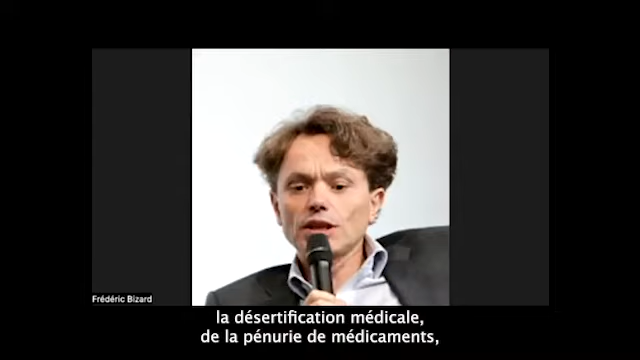 Frédéric Bizard
la désertification médicale,
de la pénurie de médicaments,